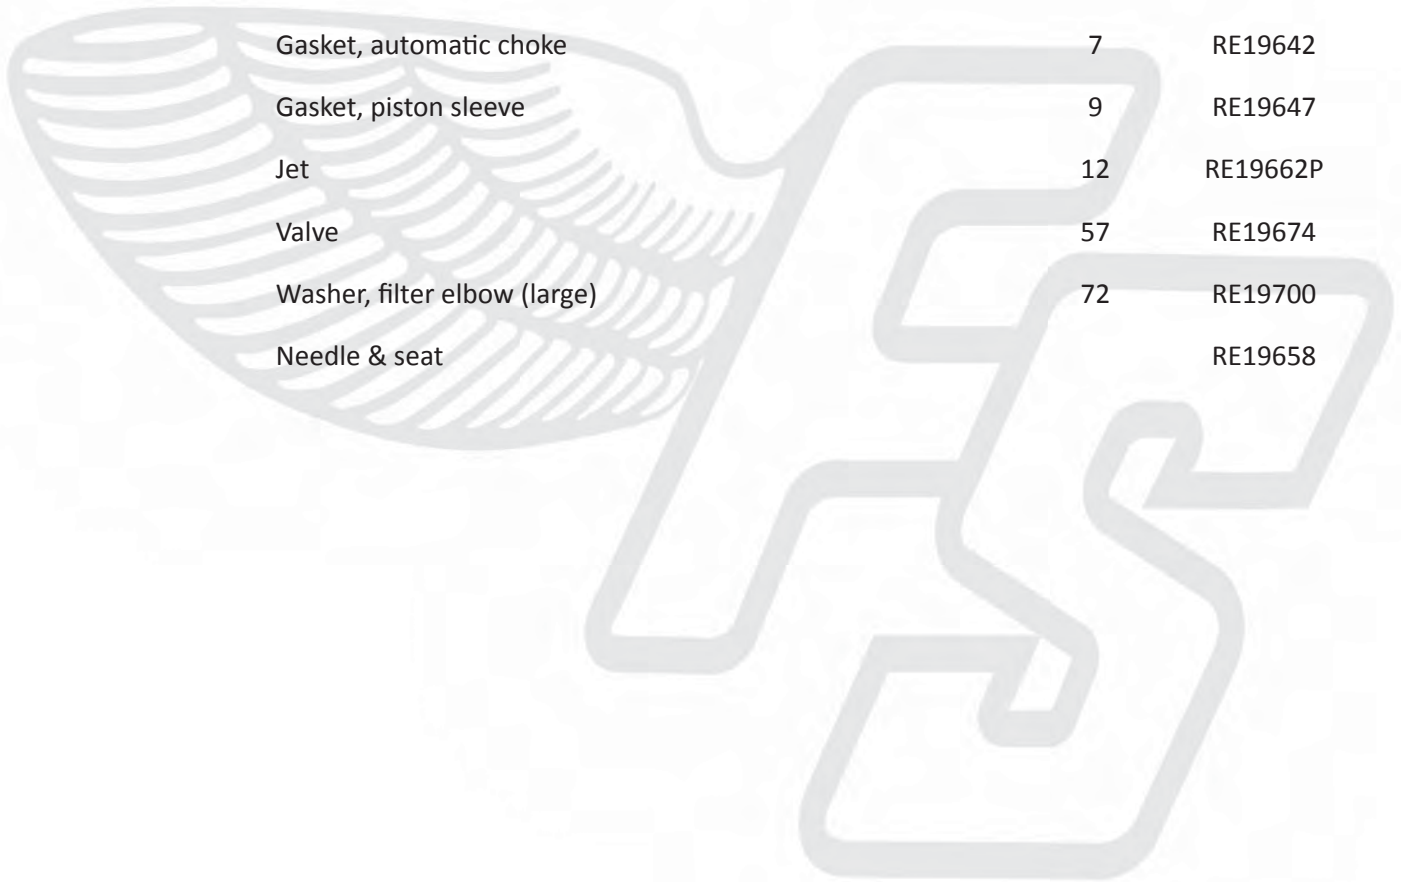 Gasket, automatic choke 7 RE19642
Gasket, piston sleeve 9 RE19647
Jet 12 RE19662P
Valve 57 RE19674
Washer, filter elbow (large) 72 RE19700
Needle & seat RE19658
FS